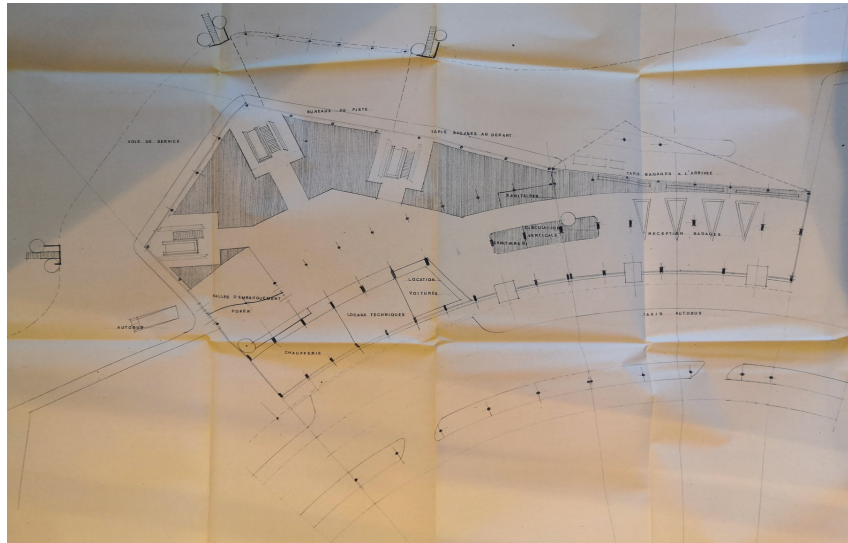 BUREAUX DE PISTE
TAPIS BAGAGES AU DEPART
VOIE DE SERVICE
TAPIS BAGAGES A L'ARRIVEE
SANITAIRES
CIRCULATION
VERTICALE
SANITAIRES
RECEPTION BAGAGES
LOCATION
VOITURES
SALLES D'EMBARQUEMENT
FOYER
LOCAUX TECHNIQUES
TAXIS AUTOBUS
AUTOBUS
CHAUFFERIE